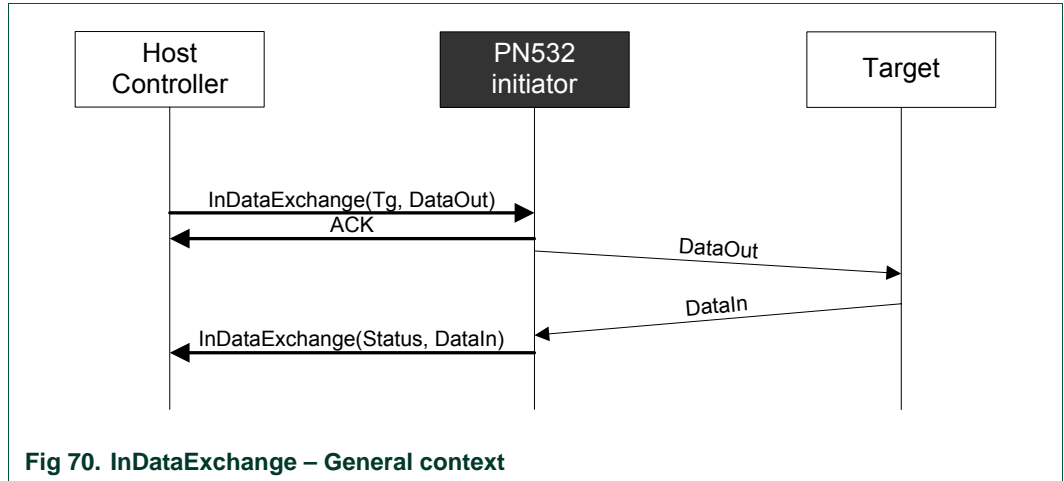 Host
Controller
PN532
initiator
Target
InDataExchange(Tg, DataOut)
ACK
DataOut
DataIn
InDataExchange(Status, DataIn)
Fig 70. InDataExchange – General context